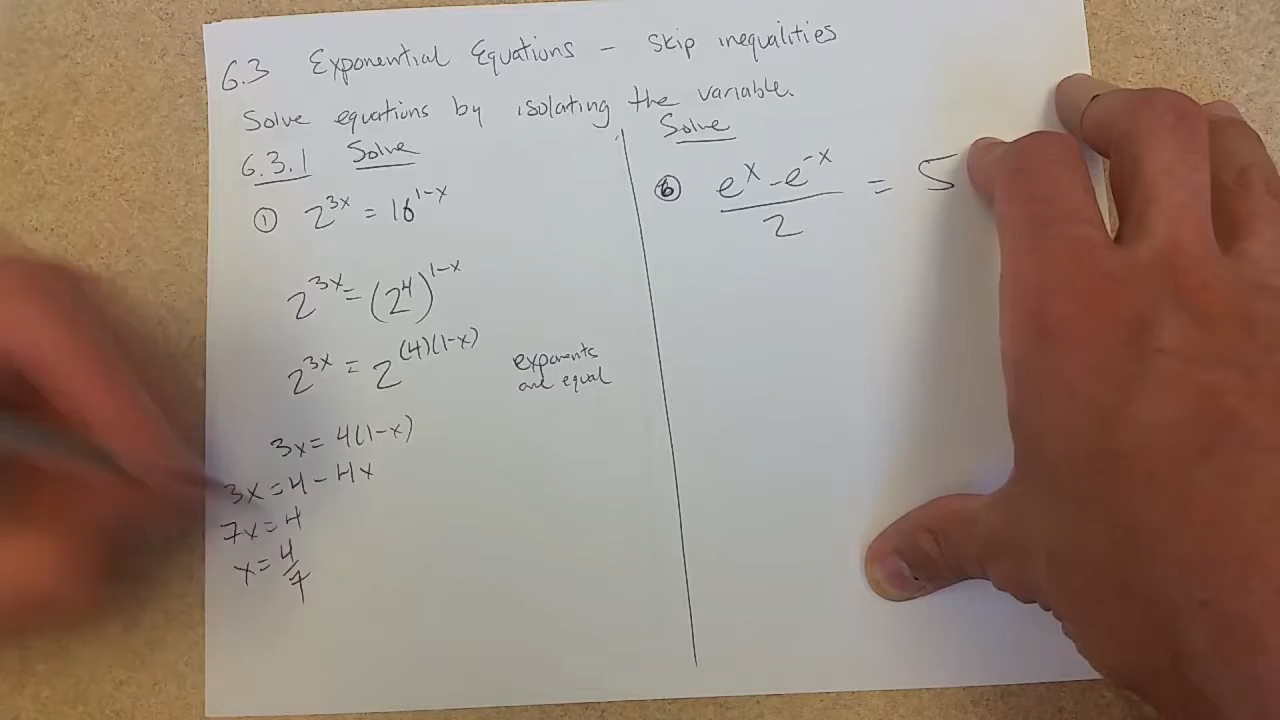 6.3 Exponential Equations - skip inequalities
Solve equations by isolating the variable.
6.3.1 Solve
① 2^{3x} = 16^{1-x}
2^{3x} = (2^4)^{1-x}
2^{3x} = 2^{(4)(1-x)} exponents are equal
3x = 4(1-x)
3x = 4 - 4x
7x = 4
x = 4/7
Solve
⑥ (e^x - e^{-x})/2 = 5